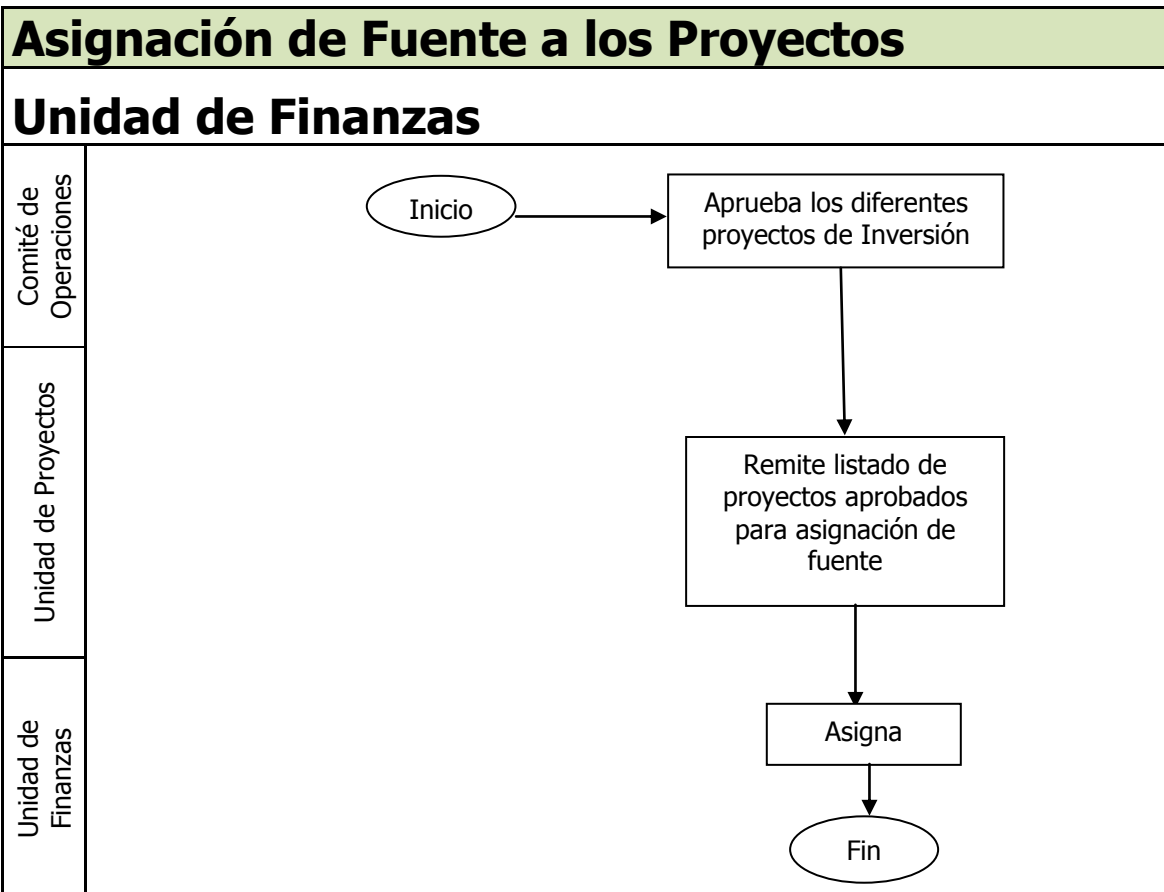 Asignación de Fuente a los Proyectos
Unidad de Finanzas
Comité de
Operaciones
Inicio
Aprueba los diferentes
proyectos de Inversión
Unidad de Proyectos
Remite listado de
proyectos aprobados
para asignación de
fuente
Unidad de
Finanzas
Asigna
Fin